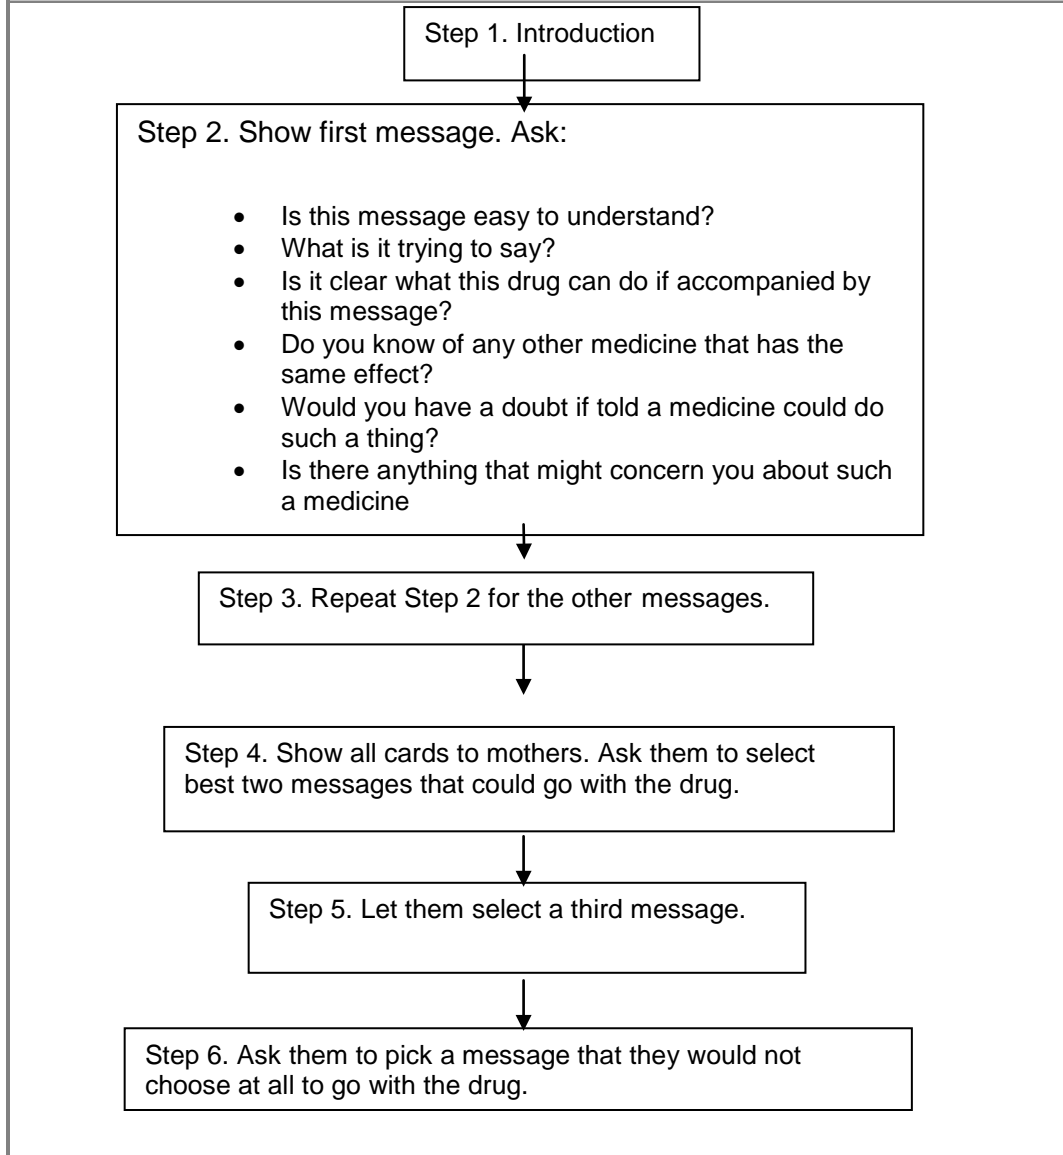 Step 1. Introduction
Step 2. Show first message. Ask:
• Is this message easy to understand?
• What is it trying to say?
• Is it clear what this drug can do if accompanied by
this message?
• Do you know of any other medicine that has the
same effect?
• Would you have a doubt if told a medicine could do
such a thing?
• Is there anything that might concern you about such
a medicine
Step 3. Repeat Step 2 for the other messages.
Step 4. Show all cards to mothers. Ask them to select
best two messages that could go with the drug.
Step 5. Let them select a third message.
Step 6. Ask them to pick a message that they would not
choose at all to go with the drug.